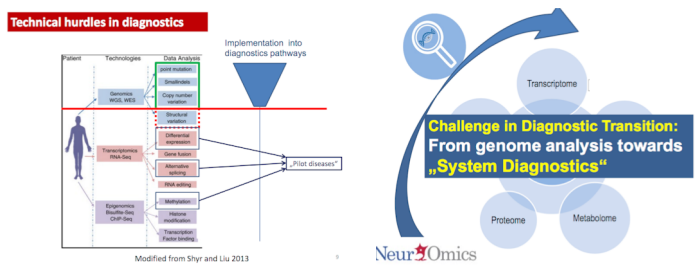 Technical hurdles in diagnostics
Implementation into
diagnostics pathways
Patient
Technologies
Data Analysis
Genomics
WGS, WES
point mutation
Smallindels
Copy number
variation
Structural
variation
Transcriptomics
RNA-Seq
Differential
expression
Gene fusion
Alternative
splicing
RNA editing
„Pilot diseases"
Epigenomics
Bisulfite-Seq
ChIP-Seq
Methylation
Histone
modification
Transcription
Factor binding
Modified from Shyr and Liu 2013
Transcriptome
Challenge in Diagnostic Transition:
From genome analysis towards
„System Diagnostics“
Proteome
Metabolome
NeurOmics